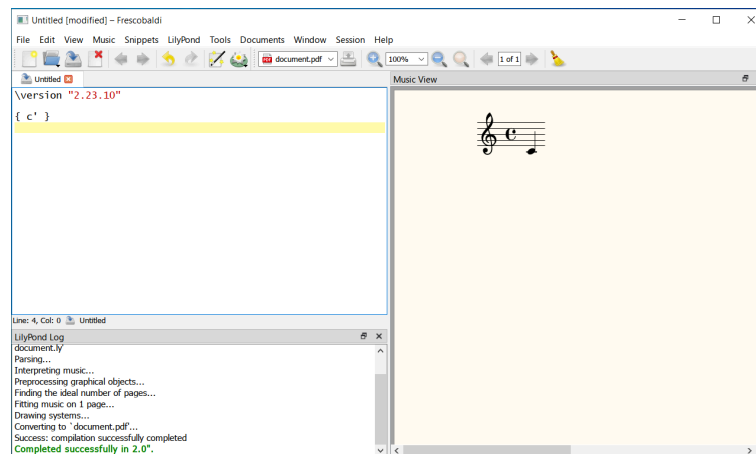 Untitled [modified] – Frescobaldi
File Edit View Music Snippets LilyPond Tools Documents Window Session Help
document.pdf 100% 1 of 1
Untitled
Music View
\version "2.23.10"
{ c' }
Line: 4, Col: 0 Untitled
LilyPond Log
document.ly'
Parsing...
Interpreting music...
Preprocessing graphical objects...
Finding the ideal number of pages...
Fitting music on 1 page...
Drawing systems...
Converting to `document.pdf'...
Success: compilation successfully completed
Completed successfully in 2.0".